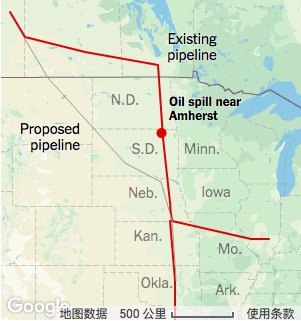 Existing
pipeline
N.D.
Oil spill near
Amherst
Proposed
pipeline
S.D.
Minn.
Neb.
Iowa
Kan.
Mo.
Okla.
Ark.
Google
地图数据 500 公里 使用条款